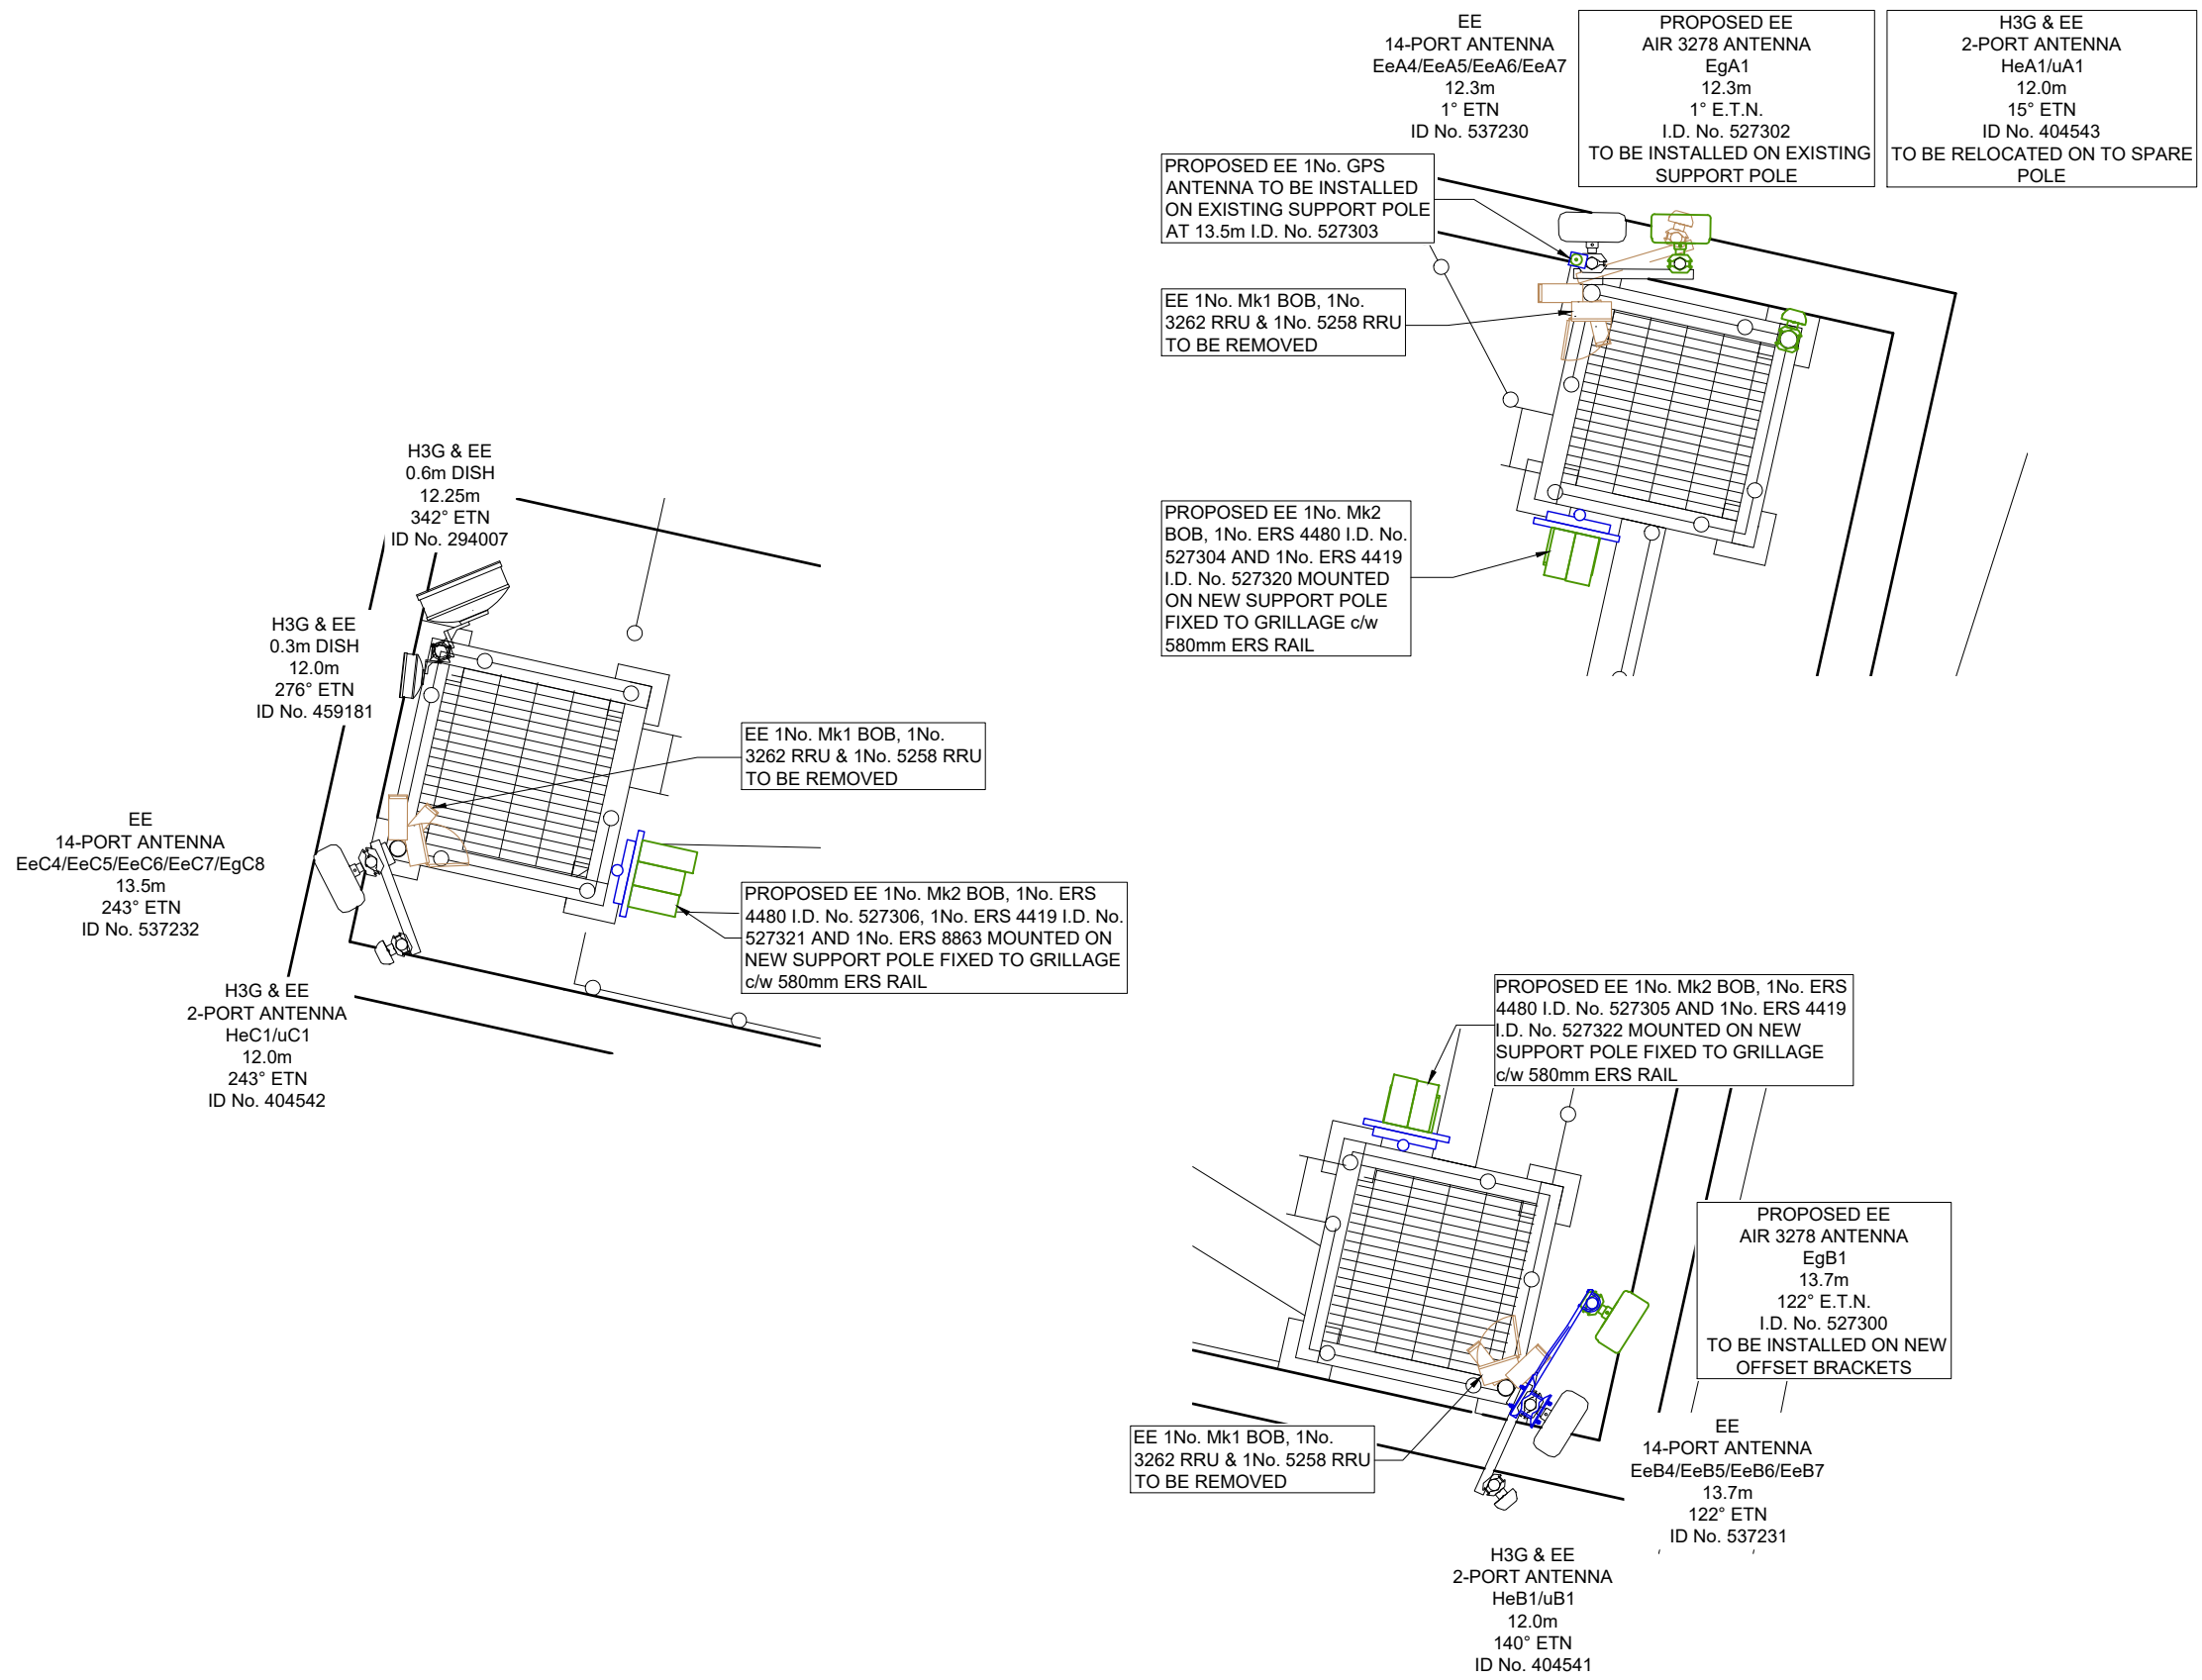 EE
14-PORT ANTENNA
EeA4/EeA5/EeA6/EeA7
12.3m
1° ETN
ID No. 537230
PROPOSED EE
AIR 3278 ANTENNA
EgA1
12.3m
1° E.T.N.
I.D. No. 527302
TO BE INSTALLED ON EXISTING
SUPPORT POLE
H3G & EE
2-PORT ANTENNA
HeA1/uA1
12.0m
15° ETN
ID No. 404543
TO BE RELOCATED ON TO SPARE
POLE
PROPOSED EE 1No. GPS
ANTENNA TO BE INSTALLED
ON EXISTING SUPPORT POLE
AT 13.5m I.D. No. 527303
EE 1No. Mk1 BOB, 1No.
3262 RRU & 1No. 5258 RRU
TO BE REMOVED
PROPOSED EE 1No. Mk2
BOB, 1No. ERS 4480 I.D. No.
527304 AND 1No. ERS 4419
I.D. No. 527320 MOUNTED
ON NEW SUPPORT POLE
FIXED TO GRILLAGE c/w
580mm ERS RAIL
H3G & EE
0.6m DISH
12.25m
342° ETN
ID No. 294007
H3G & EE
0.3m DISH
12.0m
276° ETN
ID No. 459181
EE 1No. Mk1 BOB, 1No.
3262 RRU & 1No. 5258 RRU
TO BE REMOVED
EE
14-PORT ANTENNA
EeC4/EeC5/EeC6/EeC7/EgC8
13.5m
243° ETN
ID No. 537232
PROPOSED EE 1No. Mk2 BOB, 1No. ERS
4480 I.D. No. 527306, 1No. ERS 4419 I.D. No.
527321 AND 1No. ERS 8863 MOUNTED ON
NEW SUPPORT POLE FIXED TO GRILLAGE
c/w 580mm ERS RAIL
H3G & EE
2-PORT ANTENNA
HeC1/uC1
12.0m
243° ETN
ID No. 404542
PROPOSED EE 1No. Mk2 BOB, 1No. ERS
4480 I.D. No. 527305 AND 1No. ERS 4419
I.D. No. 527322 MOUNTED ON NEW
SUPPORT POLE FIXED TO GRILLAGE
c/w 580mm ERS RAIL
PROPOSED EE
AIR 3278 ANTENNA
EgB1
13.7m
122° E.T.N.
I.D. No. 527300
TO BE INSTALLED ON NEW
OFFSET BRACKETS
EE 1No. Mk1 BOB, 1No.
3262 RRU & 1No. 5258 RRU
TO BE REMOVED
EE
14-PORT ANTENNA
EeB4/EeB5/EeB6/EeB7
13.7m
122° ETN
ID No. 537231
H3G & EE
2-PORT ANTENNA
HeB1/uB1
12.0m
140° ETN
ID No. 404541